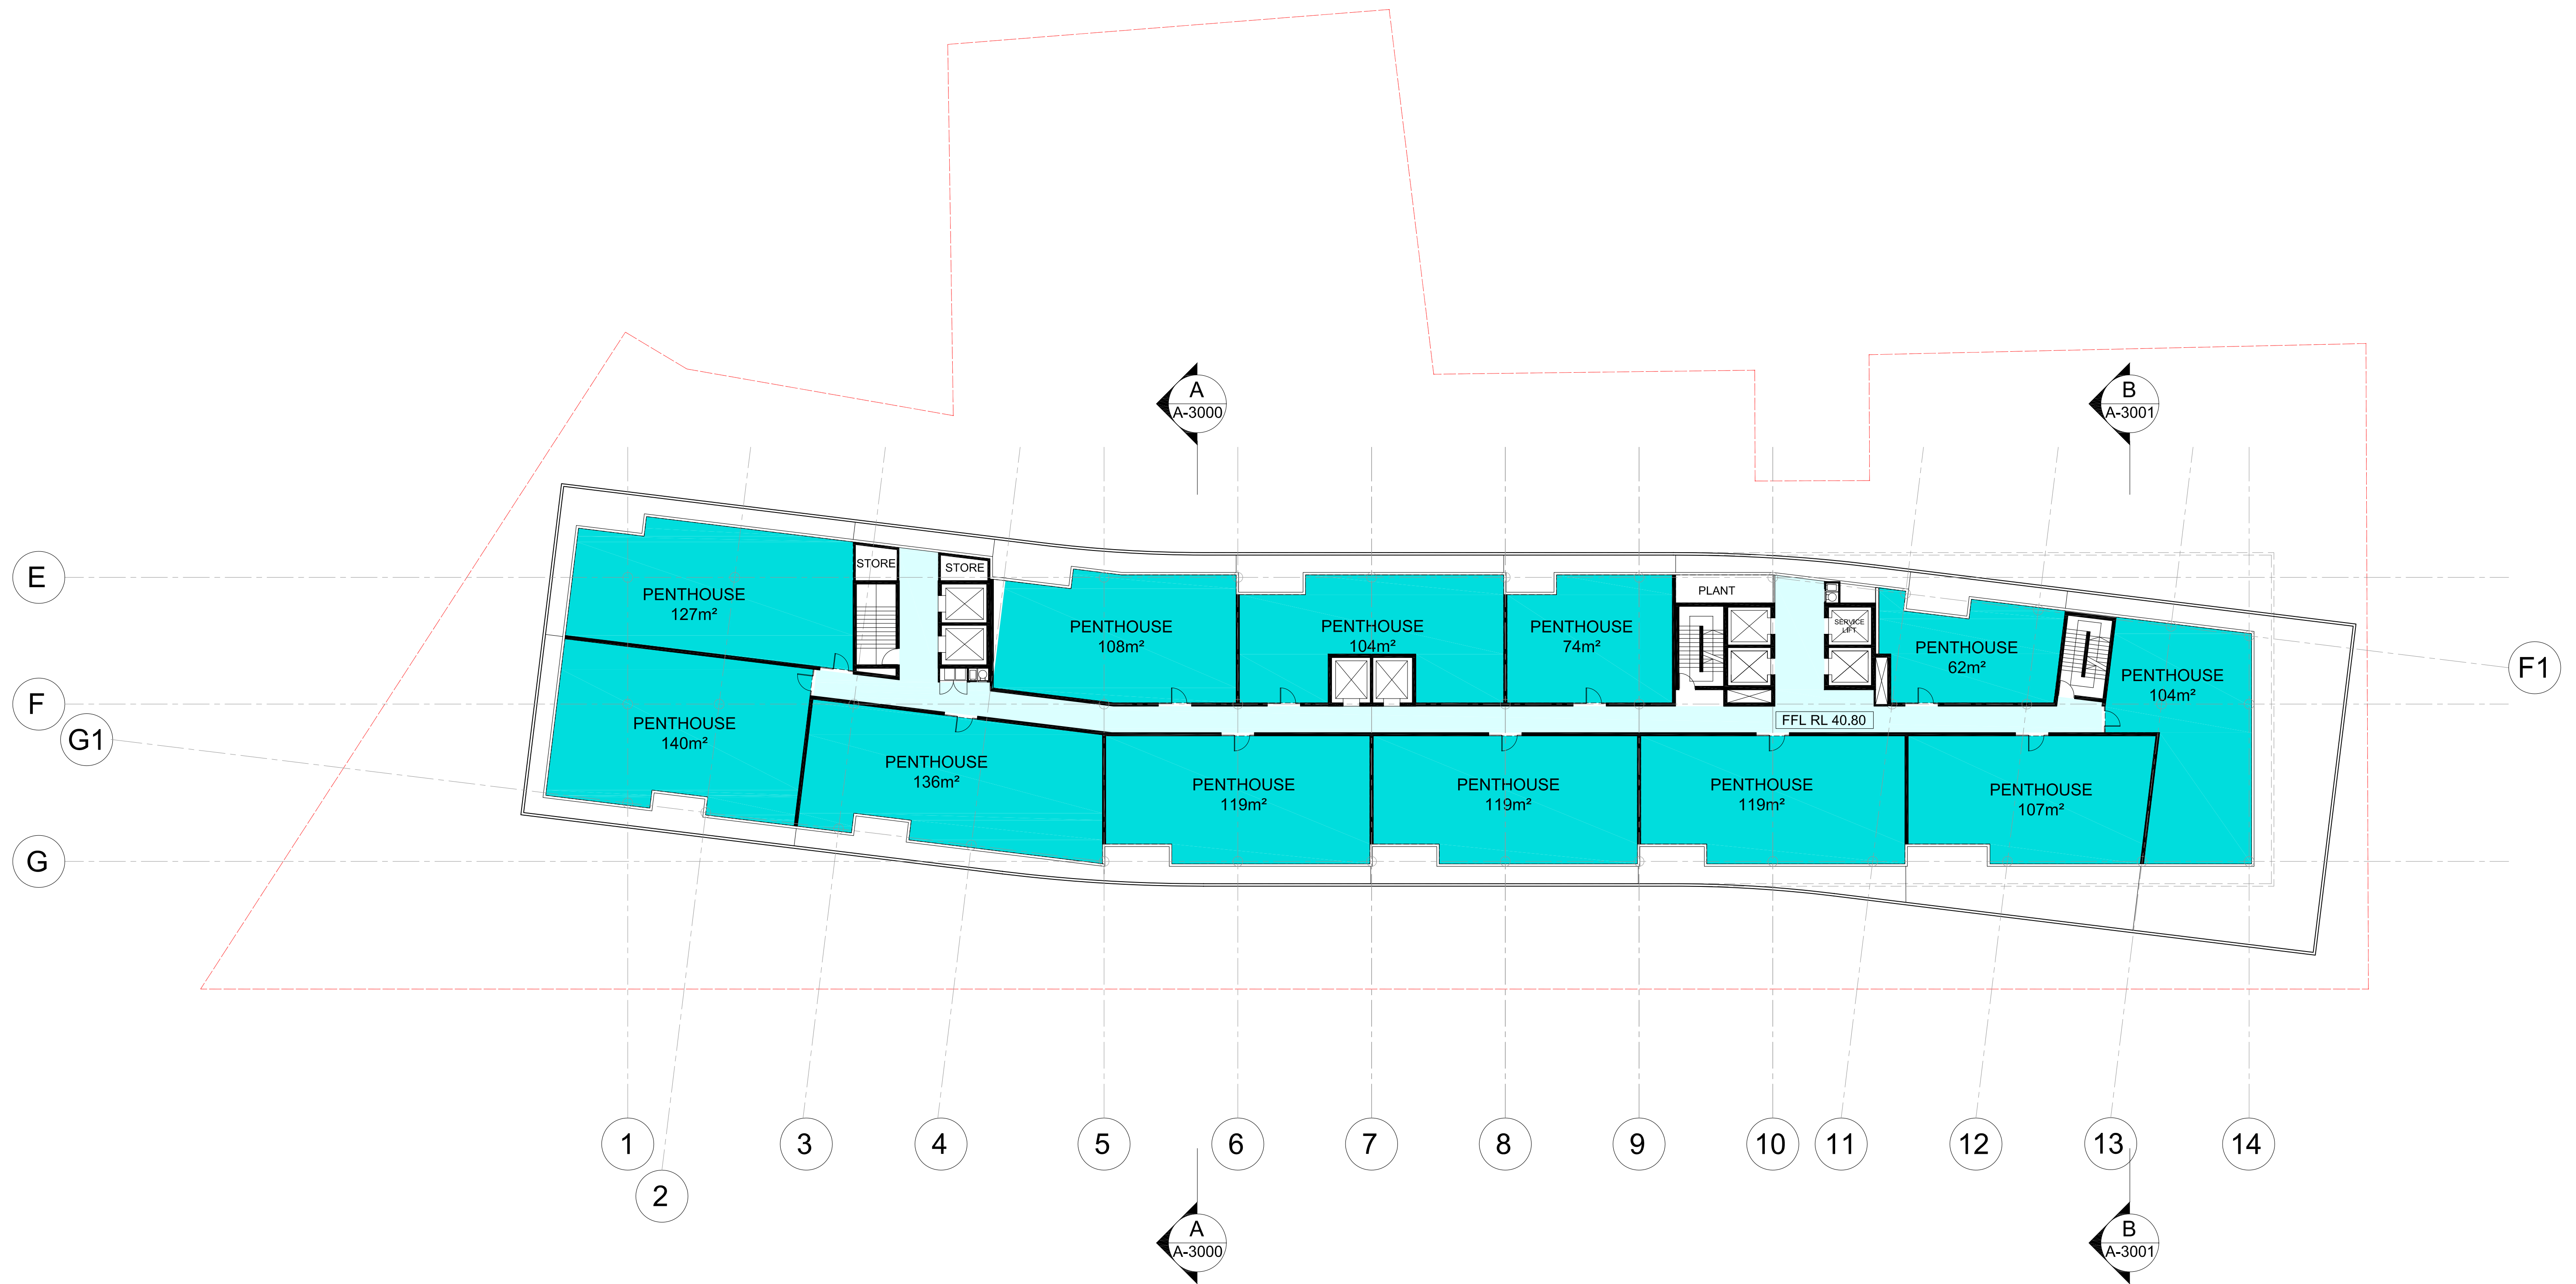 A
A-3000
B
A-3001
E
STORE
STORE
PENTHOUSE
127m²
PENTHOUSE
108m²
PENTHOUSE
104m²
PENTHOUSE
74m²
PLANT
SERVICE
LIFT
PENTHOUSE
62m²
PENTHOUSE
104m²
F1
F
G1
PENTHOUSE
140m²
PENTHOUSE
136m²
PENTHOUSE
119m²
PENTHOUSE
119m²
PENTHOUSE
119m²
FFL RL 40.80
PENTHOUSE
107m²
G
1
2
3
4
5
6
7
8
9
10
11
12
13
14
A
A-3000
B
A-3001